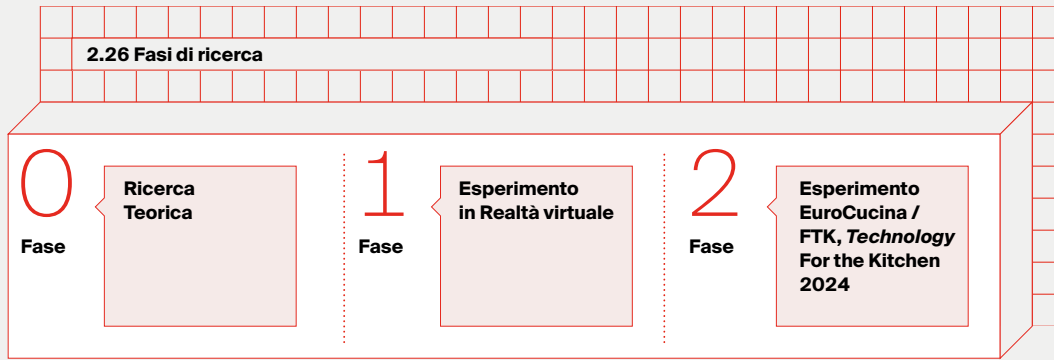 2.26 Fasi di ricerca
0
Fase
Ricerca
Teorica
1
Fase
Esperimento
in Realtà virtuale
2
Fase
Esperimento
EuroCucina /
FTK, Technology
For the Kitchen
2024